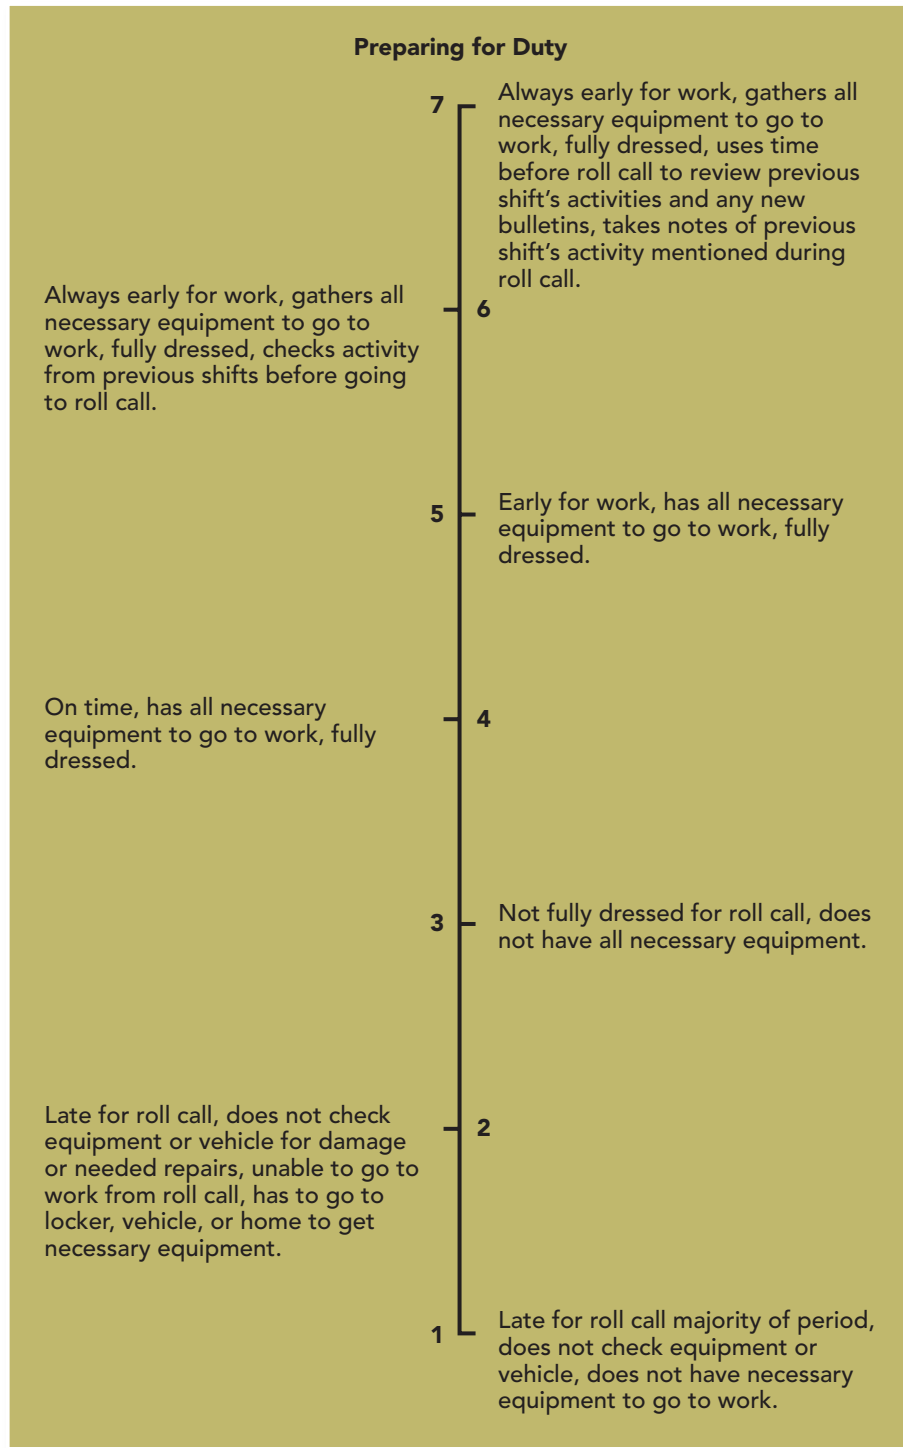 Preparing for Duty
7
Always early for work, gathers all
necessary equipment to go to
work, fully dressed, uses time
before roll call to review previous
shift’s activities and any new
bulletins, takes notes of previous
shift’s activity mentioned during
roll call.
Always early for work, gathers all
necessary equipment to go to
work, fully dressed, checks activity
from previous shifts before going
to roll call.
6
5
Early for work, has all necessary
equipment to go to work, fully
dressed.
On time, has all necessary
equipment to go to work, fully
dressed.
4
3
Not fully dressed for roll call, does
not have all necessary equipment.
Late for roll call, does not check
equipment or vehicle for damage
or needed repairs, unable to go to
work from roll call, has to go to
locker, vehicle, or home to get
necessary equipment.
2
1
Late for roll call majority of period,
does not check equipment or
vehicle, does not have necessary
equipment to go to work.